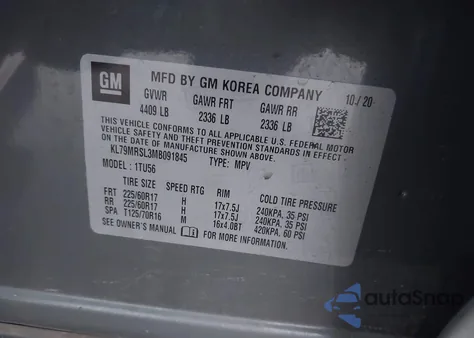 GM
MFD BY GM KOREA COMPANY 10/20
GVWR GAWR FRT GAWR RR
4409 LB 2336 LB 2336 LB
THIS VEHICLE CONFORMS TO ALL APPLICABLE U.S. FEDERAL MOTOR
VEHICLE SAFETY, BUMPER, AND THEFT PREVENTION STANDARDS IN EFFECT
ON THE DATE OF MANUFACTURE SHOWN ABOVE.
KL79MRSL3MB091845 TYPE: MPV
MODEL: 1TU56
TIRE SIZE SPEED RTG RIM COLD TIRE PRESSURE
FRT 225/60R17 H 17x7.5J 240KPA, 35 PSI
RR 225/60R17 H 17x7.5J 240KPA, 35 PSI
SPA T125/70R16 M 16x4.0BT 420KPA, 60 PSI
SEE OWNER'S MANUAL FOR MORE INFORMATION.
autoSnap